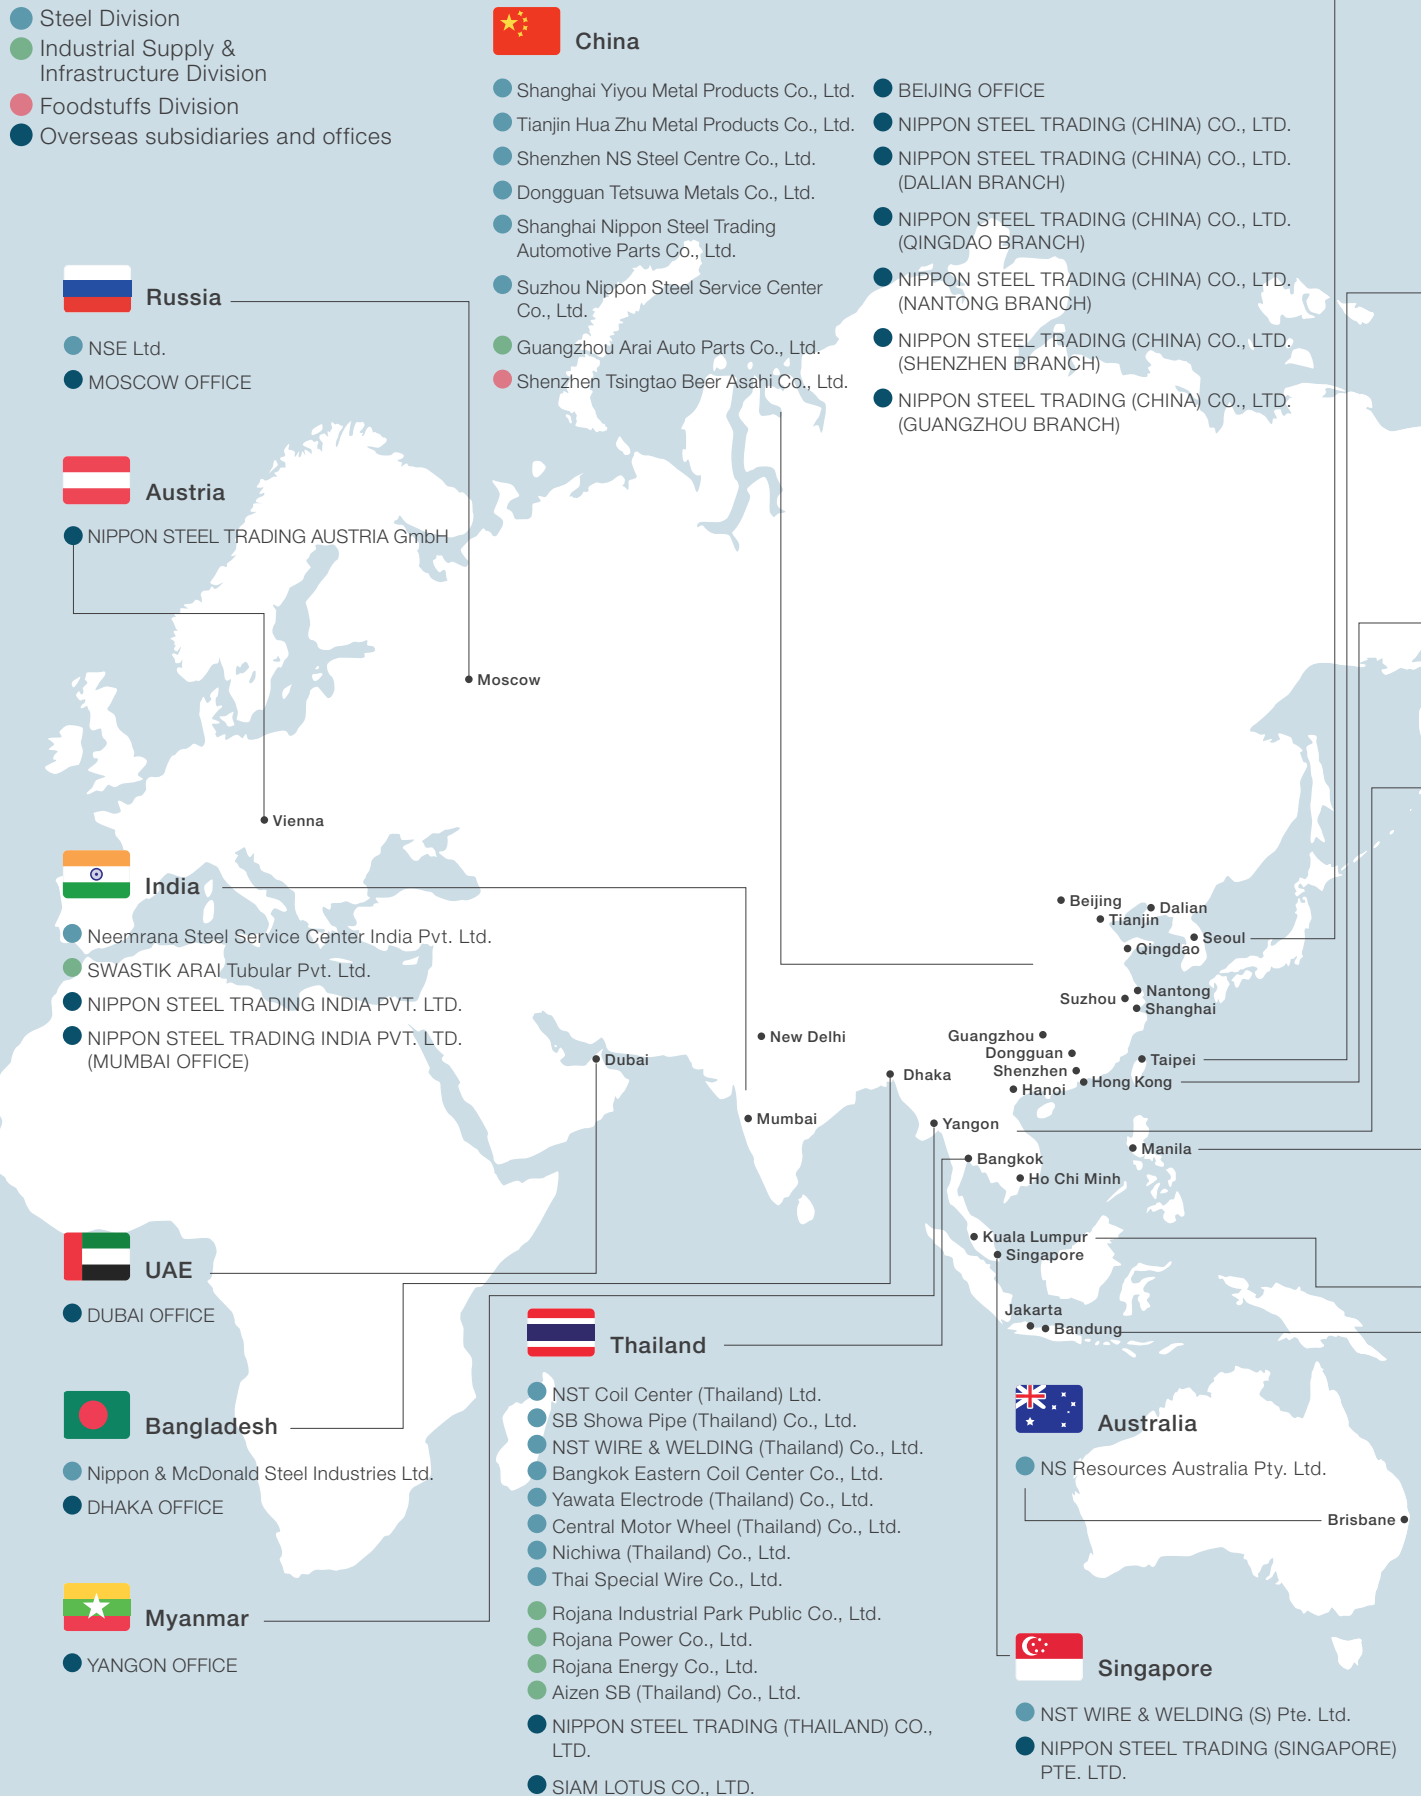 Steel Division
Industrial Supply &
Infrastructure Division
Foodstuffs Division
Overseas subsidiaries and offices
China
Shanghai Yiyou Metal Products Co., Ltd.
Tianjin Hua Zhu Metal Products Co., Ltd.
Shenzhen NS Steel Centre Co., Ltd.
Dongguan Tetsuwa Metals Co., Ltd.
Shanghai Nippon Steel Trading
Automotive Parts Co., Ltd.
Suzhou Nippon Steel Service Center
Co., Ltd.
Guangzhou Arai Auto Parts Co., Ltd.
Shenzhen Tsingtao Beer Asahi Co., Ltd.
BEIJING OFFICE
NIPPON STEEL TRADING (CHINA) CO., LTD.
NIPPON STEEL TRADING (CHINA) CO., LTD.
(DALIAN BRANCH)
NIPPON STEEL TRADING (CHINA) CO., LTD.
(QINGDAO BRANCH)
NIPPON STEEL TRADING (CHINA) CO., LTD.
(NANTONG BRANCH)
NIPPON STEEL TRADING (CHINA) CO., LTD.
(SHENZHEN BRANCH)
NIPPON STEEL TRADING (CHINA) CO., LTD.
(GUANGZHOU BRANCH)
Russia
NSE Ltd.
MOSCOW OFFICE
Austria
NIPPON STEEL TRADING AUSTRIA GmbH
Moscow
Vienna
India
Neemrana Steel Service Center India Pvt. Ltd.
SWASTIK ARAI Tubular Pvt. Ltd.
NIPPON STEEL TRADING INDIA PVT. LTD.
NIPPON STEEL TRADING INDIA PVT. LTD.
(MUMBAI OFFICE)
Beijing
Dalian
Tianjin
Seoul
Qingdao
Nantong
Suzhou
Shanghai
New Delhi
Guangzhou
Dongguan
Dubai
Taipei
Shenzhen
Dhaka
Hong Kong
Hanoi
Mumbai
Yangon
Manila
Bangkok
Ho Chi Minh
Kuala Lumpur
Singapore
Jakarta
Bandung
UAE
DUBAI OFFICE
Bangladesh
Nippon & McDonald Steel Industries Ltd.
DHAKA OFFICE
Myanmar
YANGON OFFICE
Thailand
NST Coil Center (Thailand) Ltd.
SB Showa Pipe (Thailand) Co., Ltd.
NST WIRE & WELDING (Thailand) Co., Ltd.
Bangkok Eastern Coil Center Co., Ltd.
Yawata Electrode (Thailand) Co., Ltd.
Central Motor Wheel (Thailand) Co., Ltd.
Nichiwa (Thailand) Co., Ltd.
Thai Special Wire Co., Ltd.
Rojana Industrial Park Public Co., Ltd.
Rojana Power Co., Ltd.
Rojana Energy Co., Ltd.
Aizen SB (Thailand) Co., Ltd.
NIPPON STEEL TRADING (THAILAND) CO.,
LTD.
SIAM LOTUS CO., LTD.
Australia
NS Resources Australia Pty. Ltd.
Brisbane
Singapore
NST WIRE & WELDING (S) Pte. Ltd.
NIPPON STEEL TRADING (SINGAPORE)
PTE. LTD.